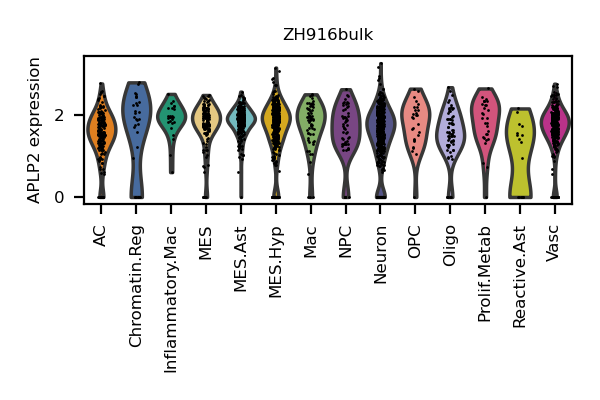 ZH916bulk
APLP2 expression
2
0
AC
Chromatin.Reg
Inflammatory.Mac
MES
MES.Ast
MES.Hyp
Mac
NPC
Neuron
OPC
Oligo
Prolif.Metab
Reactive.Ast
Vasc